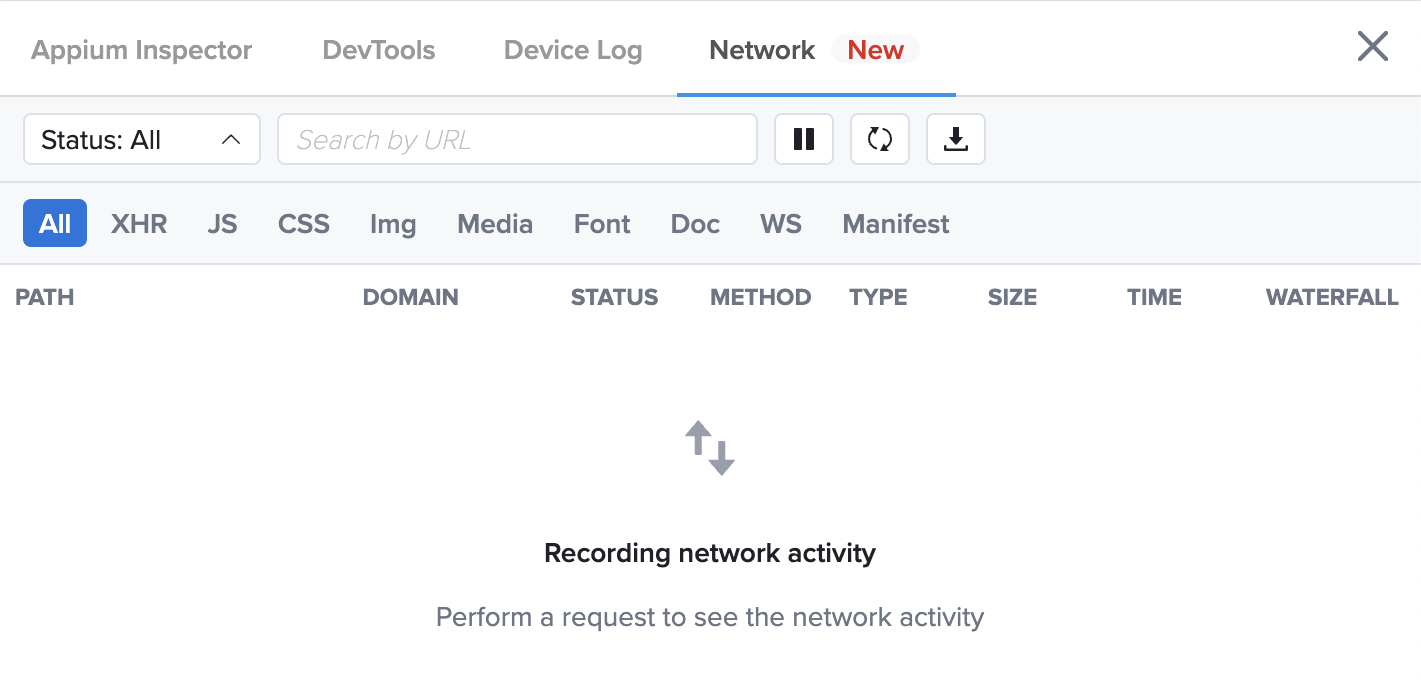 Appium Inspector DevTools Device Log Network New
Status: All Search by URL
All XHR JS CSS Img Media Font Doc WS Manifest
PATH DOMAIN STATUS METHOD TYPE SIZE TIME WATERFALL
Recording network activity
Perform a request to see the network activity